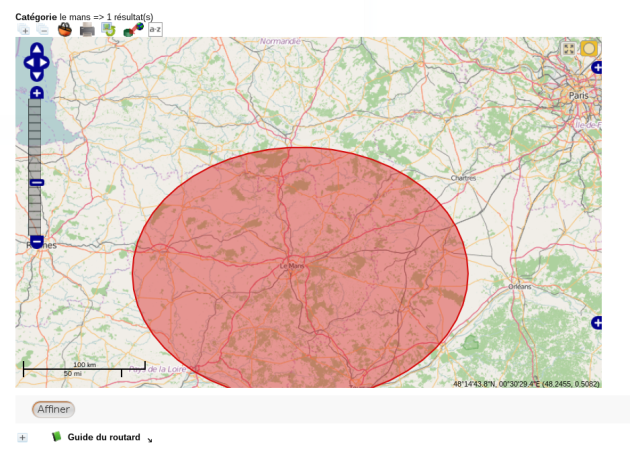 Catégorie le mans => 1 résultat(s)
a-z
Normandie
Paris
Île-de-F
Chartres
Le Mans
Orléans
Pays de la Loire
100 km
50 mi
48°14'43.8"N, 00°30'29.4"E (48.2455, 0.5082)
Affiner
Guide du routard